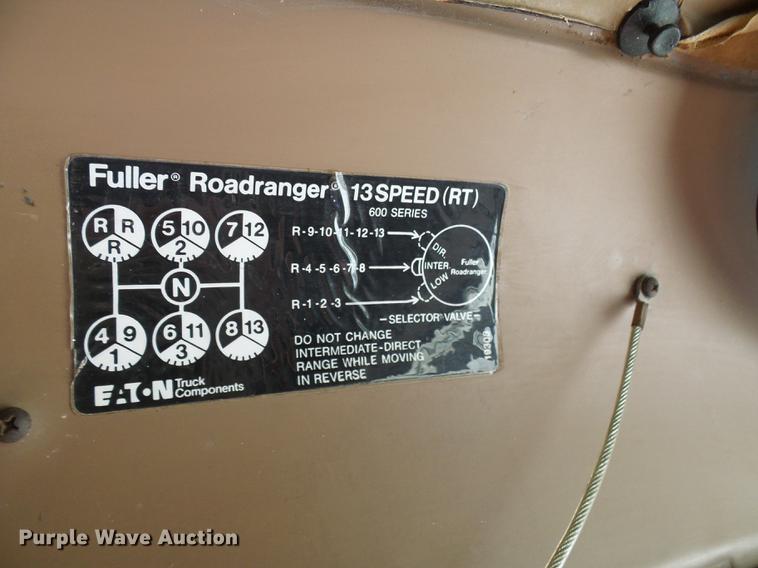 Fuller® Roadranger® 13 SPEED (RT)
600 SERIES
R R R
5 10 2
7 12
N
4 9 1
6 11 3
8 13
R-9-10-11-12-13
R-4-5-6-7-8
R-1-2-3
DIR.
INTER
LOW
Fuller
Roadranger
-SELECTOR VALVE-
DO NOT CHANGE
INTERMEDIATE-DIRECT
RANGE WHILE MOVING
IN REVERSE
EATON Truck
Components
Purple Wave Auction